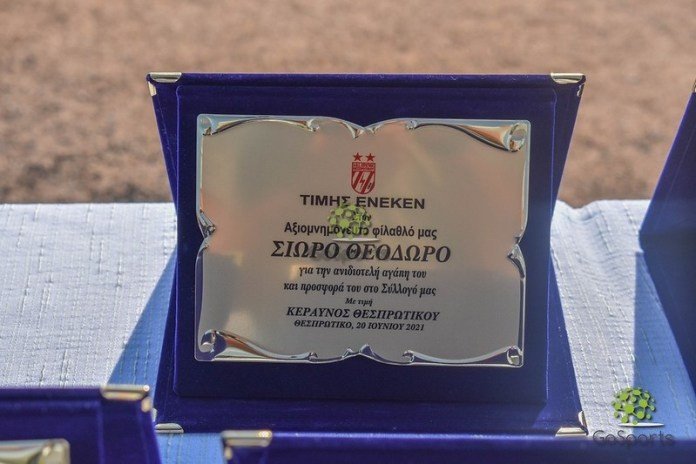 ΤΙΜΗΣ ΕΝΕΚΕΝ
Αξιομνημόνευτο φίλαθλό μας
ΣΙΩΡΟ ΘΕΟΔΩΡΟ
για την ανιδιοτελή αγάπη του
και προσφορά του στο Σύλλογό μας
Με τιμή
ΚΕΡΑΥΝΟΣ ΘΕΣΠΡΩΤΙΚΟΥ
ΘΕΣΠΡΩΤΙΚΟ, 20 ΙΟΥΝΙΟΥ 2021
GoSports